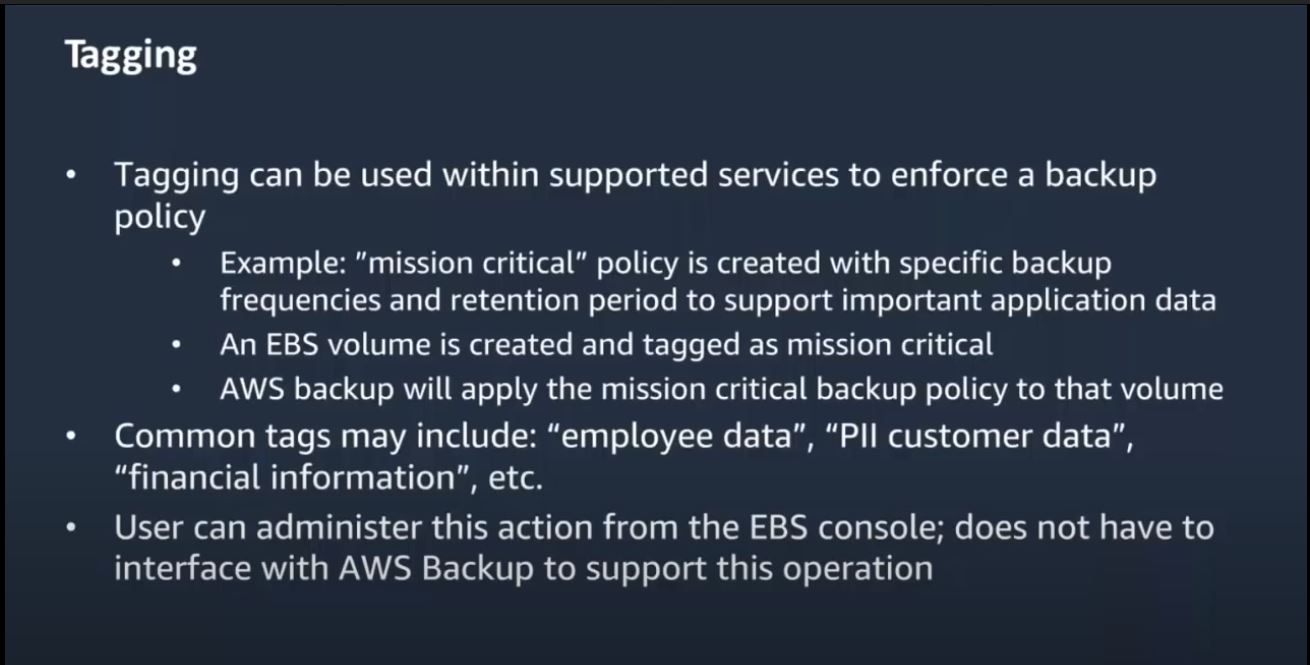 Tagging
• Tagging can be used within supported services to enforce a backup
policy
• Example: ”mission critical” policy is created with specific backup
frequencies and retention period to support important application data
• An EBS volume is created and tagged as mission critical
• AWS backup will apply the mission critical backup policy to that volume
• Common tags may include: “employee data”, “PII customer data”,
“financial information”, etc.
• User can administer this action from the EBS console; does not have to
interface with AWS Backup to support this operation